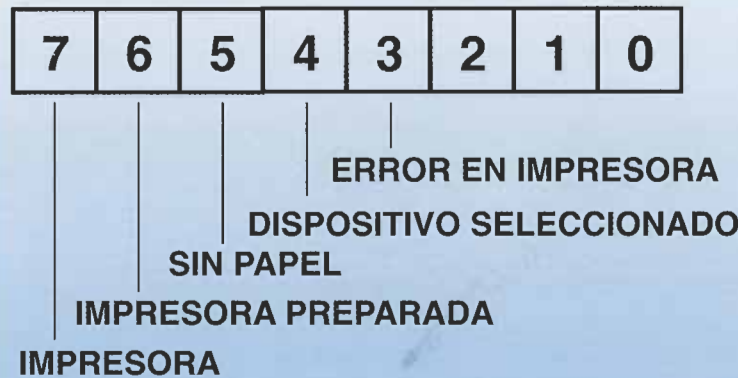 7 6 5 4 3 2 1 0
ERROR EN IMPRESORA
DISPOSITIVO SELECCIONADO
SIN PAPEL
IMPRESORA PREPARADA
IMPRESORA